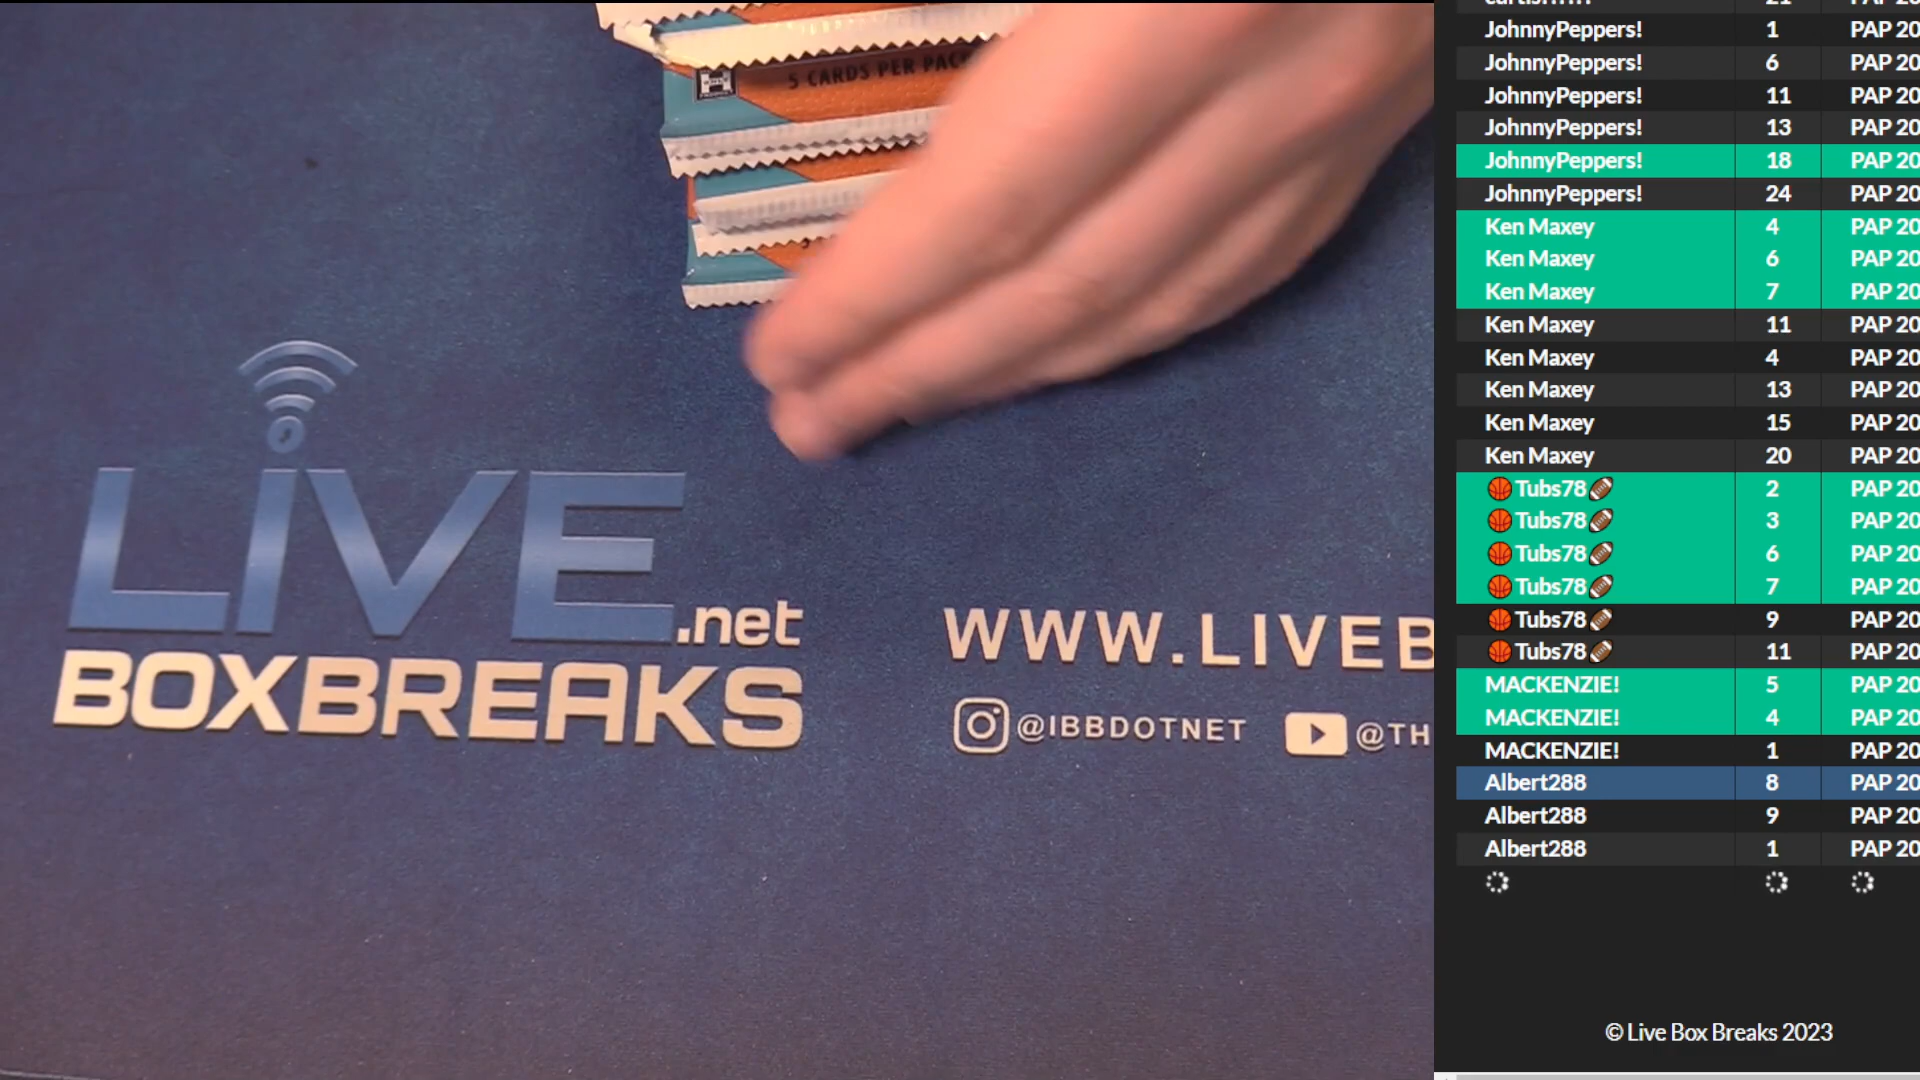 5 CARDS PER PACK
LIVE
.net
BOXBREAKS
WWW.LIVEB
@IBBDOTNET
@TH
21
JohnnyPeppers! 1 PAP 20
JohnnyPeppers! 6 PAP 20
JohnnyPeppers! 11 PAP 20
JohnnyPeppers! 13 PAP 20
JohnnyPeppers! 18 PAP 20
JohnnyPeppers! 24 PAP 20
Ken Maxey 4 PAP 20
Ken Maxey 6 PAP 20
Ken Maxey 7 PAP 20
Ken Maxey 11 PAP 20
Ken Maxey 4 PAP 20
Ken Maxey 13 PAP 20
Ken Maxey 15 PAP 20
Ken Maxey 20 PAP 20
🏀Tubs78🏈 2 PAP 20
🏀Tubs78🏈 3 PAP 20
🏀Tubs78🏈 6 PAP 20
🏀Tubs78🏈 7 PAP 20
🏀Tubs78🏈 9 PAP 20
🏀Tubs78🏈 11 PAP 20
MACKENZIE! 5 PAP 20
MACKENZIE! 4 PAP 20
MACKENZIE! 1 PAP 20
Albert288 8 PAP 20
Albert288 9 PAP 20
Albert288 1 PAP 20
© Live Box Breaks 2023